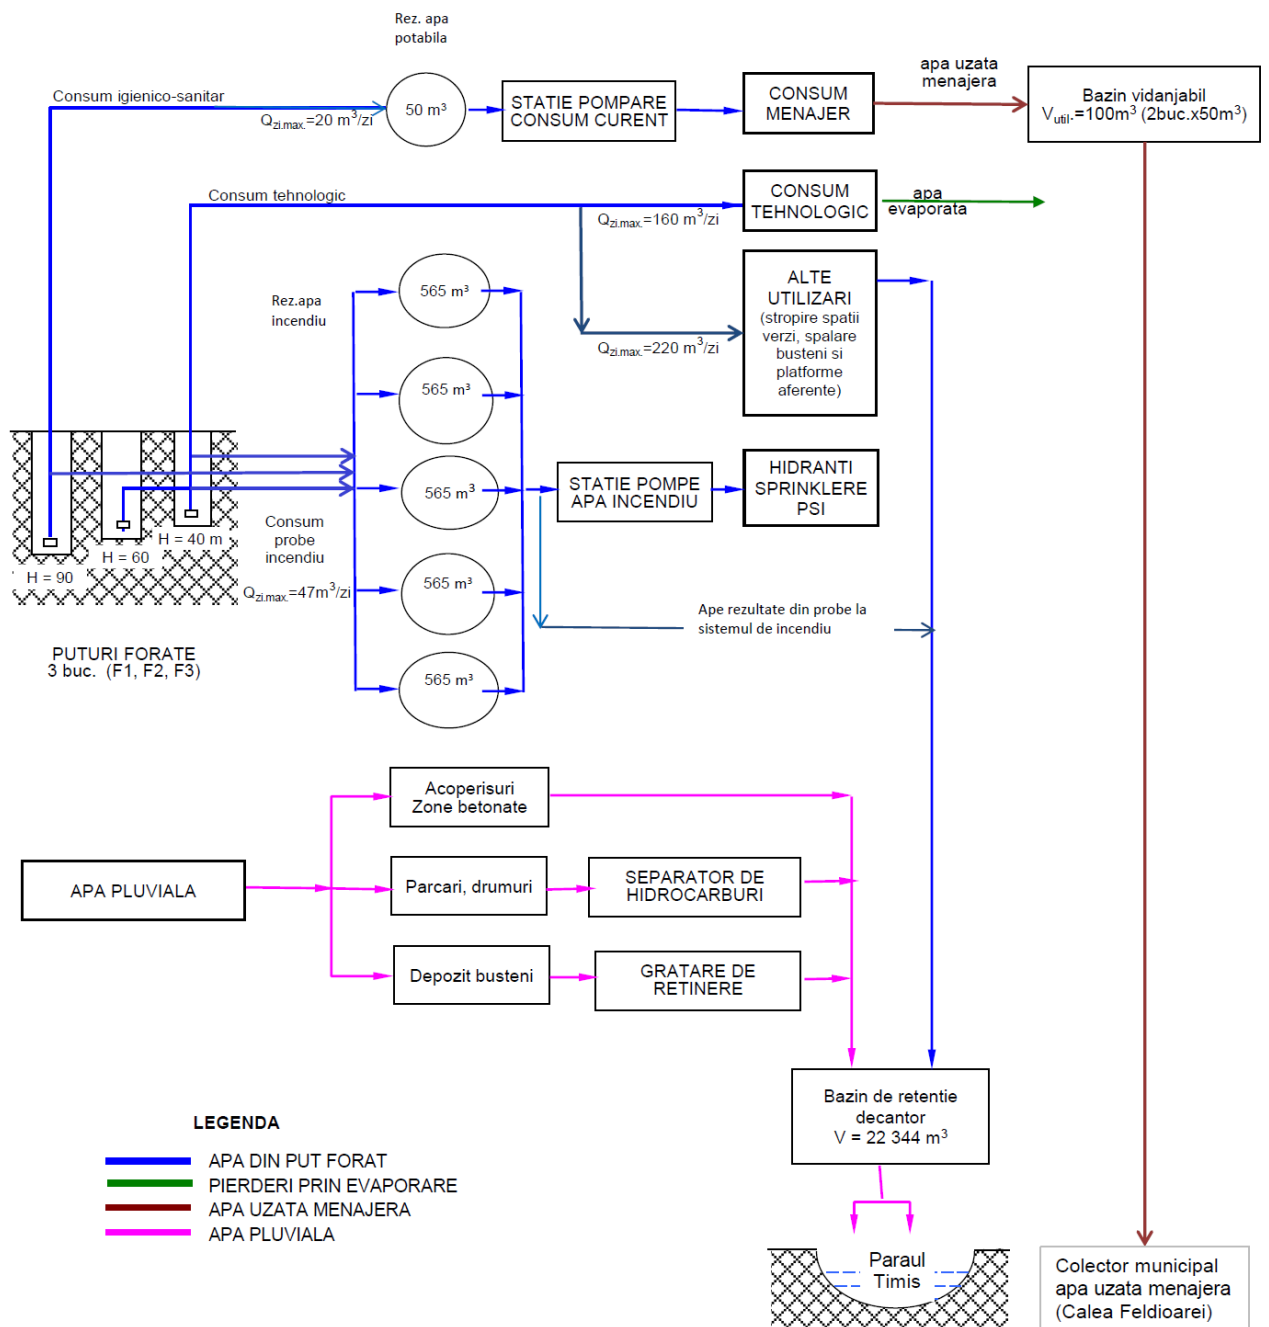 Rez. apa
potabila
Consum igienico-sanitar
Qzi.max.=20 m³/zi
50 m³
STATIE POMPARE
CONSUM CURENT
CONSUM
MENAJER
apa uzata
menajera
Bazin vidanjabil
Vutil.=100m³ (2buc.x50m³)
Consum tehnologic
Qzi.max.=160 m³/zi
CONSUM
TEHNOLOGIC
apa
evaporata
Rez.apa
incendiu
565 m³
565 m³
565 m³
565 m³
565 m³
Qzi.max.=220 m³/zi
ALTE
UTILIZARI
(stropire spatii
verzi, spalare
busteni si
platforme
aferente)
STATIE POMPE
APA INCENDIU
HIDRANTI
SPRINKLERE
PSI
H = 40 m
H = 60
H = 90
Consum
probe
incendiu
Qzi.max.=47m³/zi
Ape rezultate din probe la
sistemul de incendiu
PUTURI FORATE
3 buc. (F1, F2, F3)
APA PLUVIALA
Acoperisuri
Zone betonate
Parcari, drumuri
SEPARATOR DE
HIDROCARBURI
Depozit busteni
GRATARE DE
RETINERE
Bazin de retentie
decantor
V = 22 344 m³
LEGENDA
APA DIN PUT FORAT
PIERDERI PRIN EVAPORARE
APA UZATA MENAJERA
APA PLUVIALA
Paraul
Timis
Colector municipal
apa uzata menajera
(Calea Feldioarei)